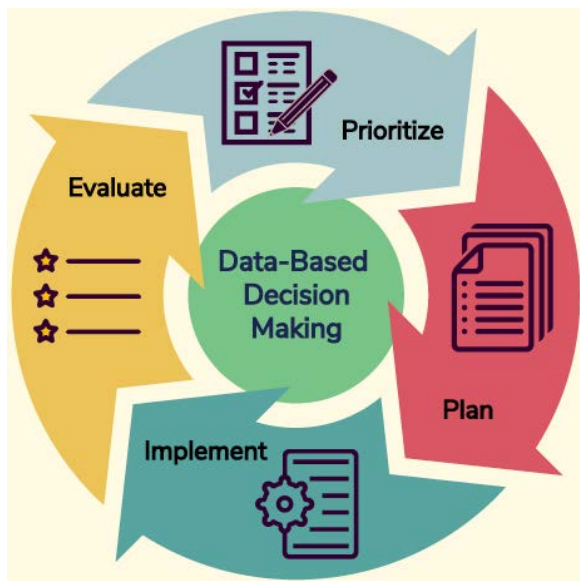 Prioritize
Evaluate
Data-Based
Decision
Making
Plan
Implement